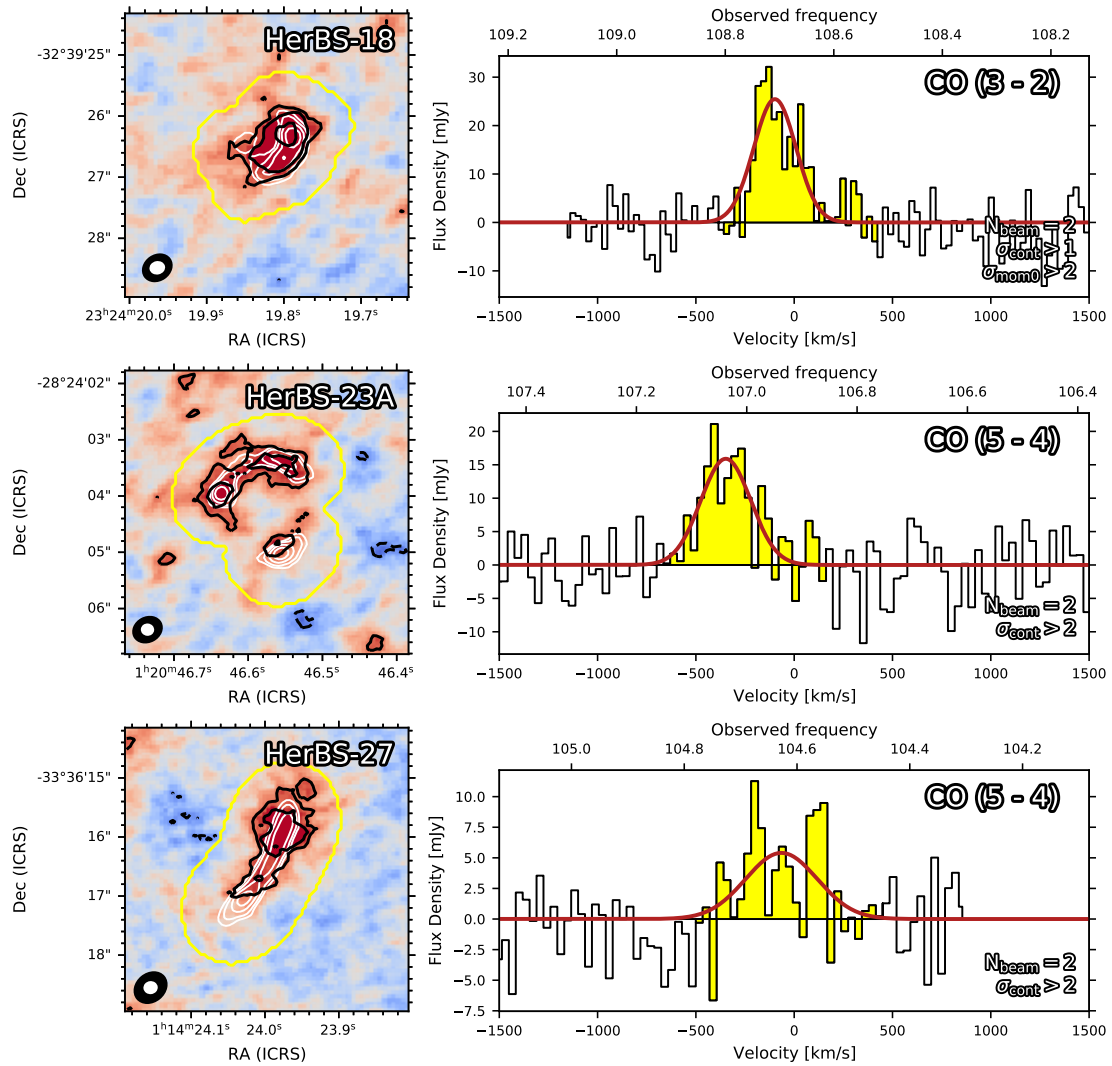 HerBS-18
-32°39'25"
26"
27"
28"
Dec (ICRS)
23ʰ24ᵐ20.0ˢ 19.9ˢ 19.8ˢ 19.7ˢ
RA (ICRS)
Observed frequency
109.2 109.0 108.8 108.6 108.4 108.2
CO (3 - 2)
Flux Density [mJy]
30
20
10
0
−10
N_beam = 2
σ_cont > 1
σ_mom0 > 2
−1500 −1000 −500 0 500 1000 1500
Velocity [km/s]
HerBS-23A
-28°24'02"
03"
04"
05"
06"
Dec (ICRS)
1ʰ20ᵐ46.7ˢ 46.6ˢ 46.5ˢ 46.4ˢ
RA (ICRS)
Observed frequency
107.4 107.2 107.0 106.8 106.6 106.4
CO (5 - 4)
Flux Density [mJy]
20
15
10
5
0
−5
−10
N_beam = 2
σ_cont > 2
−1500 −1000 −500 0 500 1000 1500
Velocity [km/s]
HerBS-27
-33°36'15"
16"
17"
18"
Dec (ICRS)
1ʰ14ᵐ24.1ˢ 24.0ˢ 23.9ˢ
RA (ICRS)
Observed frequency
105.0 104.8 104.6 104.4 104.2
CO (5 - 4)
Flux Density [mJy]
10.0
7.5
5.0
2.5
0.0
−2.5
−5.0
−7.5
N_beam = 2
σ_cont > 2
−1500 −1000 −500 0 500 1000 1500
Velocity [km/s]